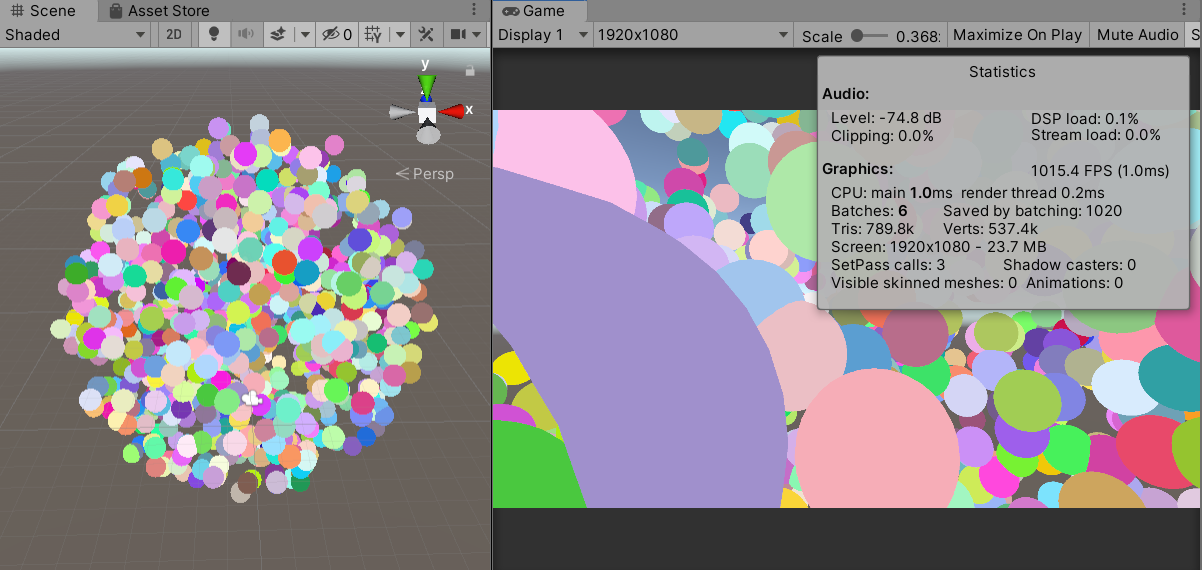 Scene Asset Store
Shaded 2D 0
y
x
Persp
Game
Display 1 1920x1080 Scale 0.368: Maximize On Play Mute Audio S
Statistics
Audio:
Level: -74.8 dB DSP load: 0.1%
Clipping: 0.0% Stream load: 0.0%
Graphics: 1015.4 FPS (1.0ms)
CPU: main 1.0ms render thread 0.2ms
Batches: 6 Saved by batching: 1020
Tris: 789.8k Verts: 537.4k
Screen: 1920x1080 - 23.7 MB
SetPass calls: 3 Shadow casters: 0
Visible skinned meshes: 0 Animations: 0